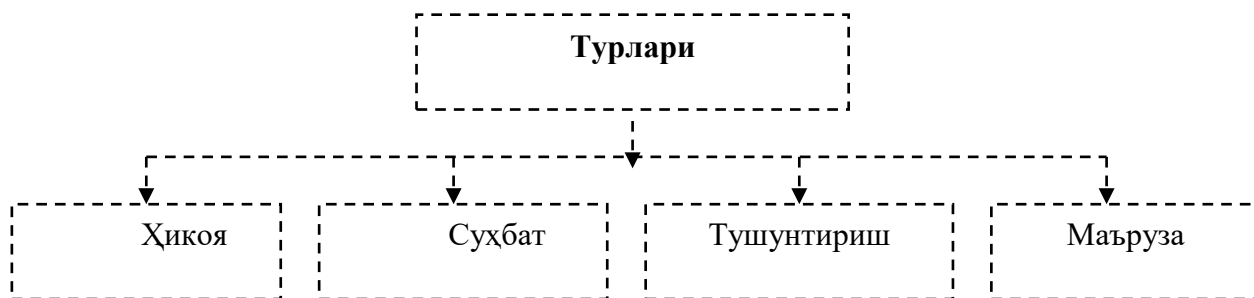 Турлари
Ҳикоя
Суҳбат
Тушунтириш
Маъруза